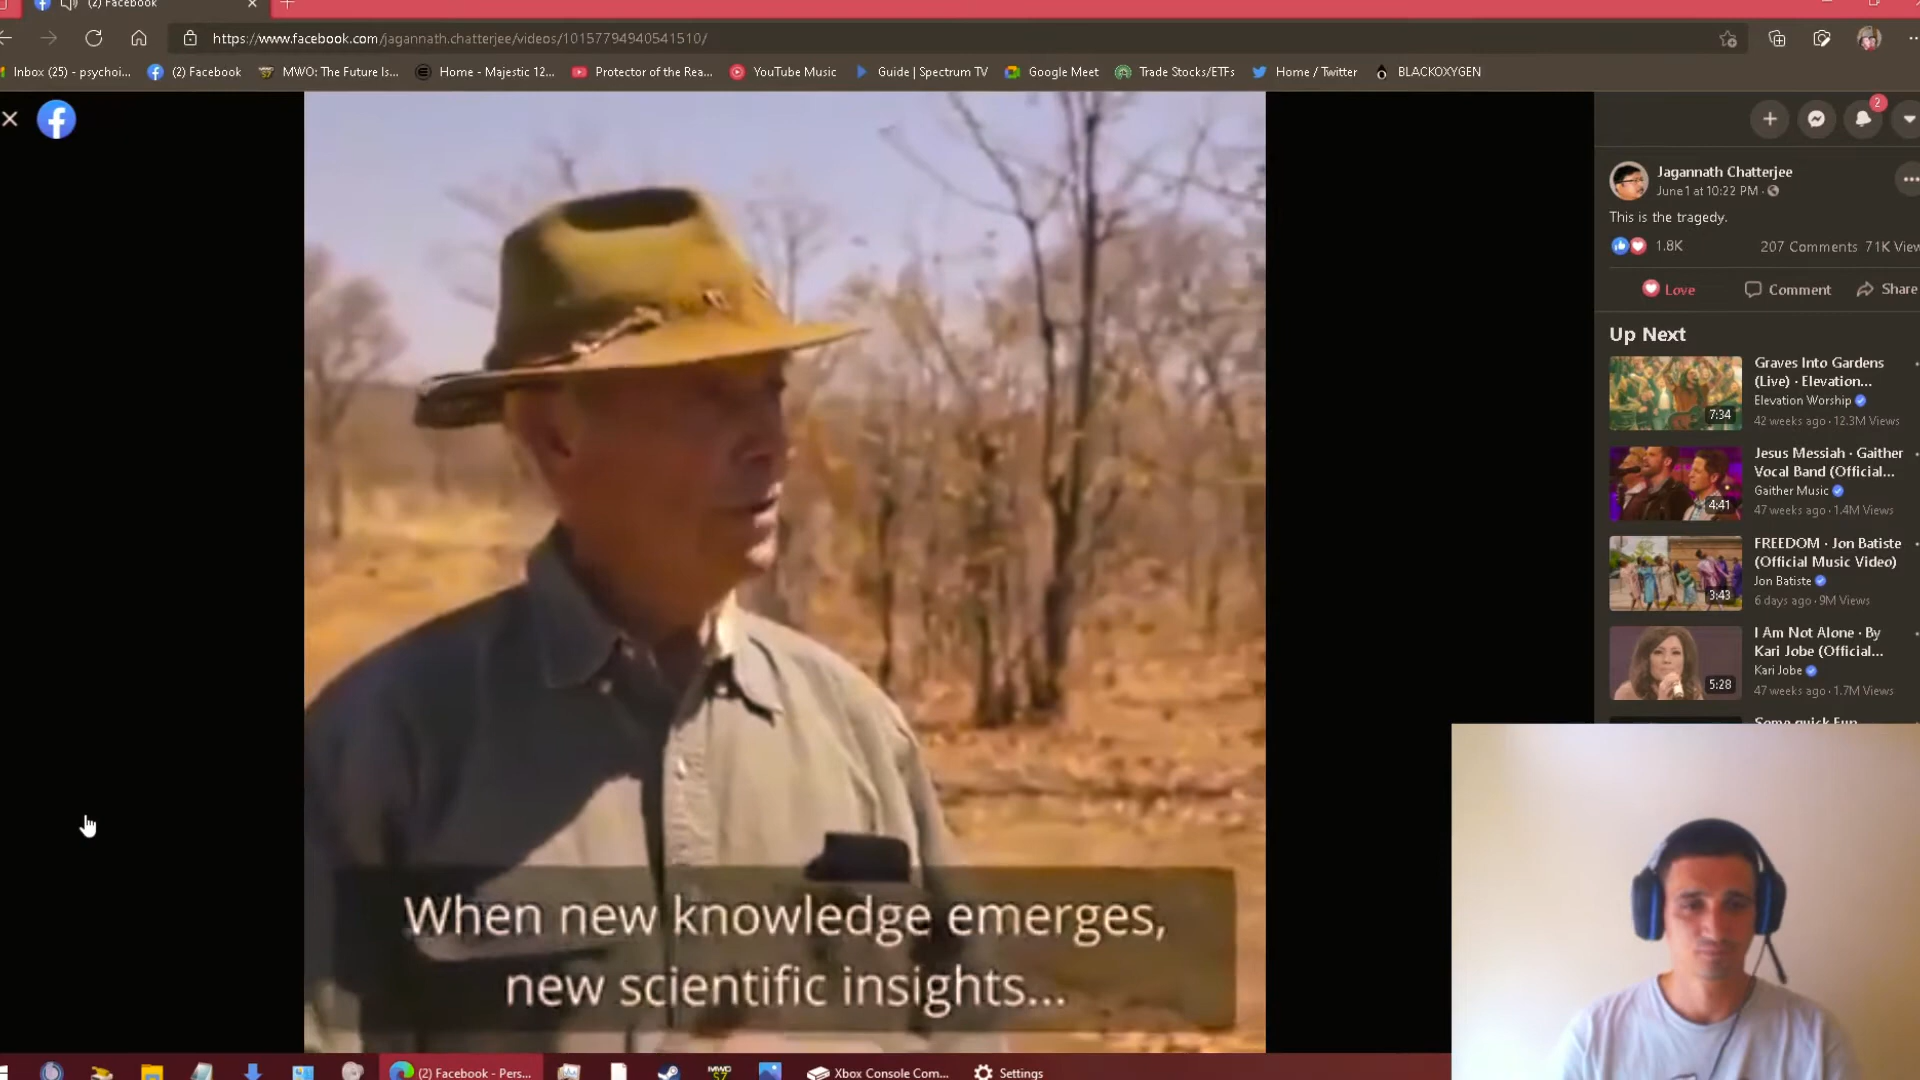 (2) Facebook
https://www.facebook.com/jagannath.chatterjee/videos/10157794940541510/
Inbox (25) - psychoi...
(2) Facebook
MWO: The Future Is...
Home - Majestic 12...
Protector of the Rea...
YouTube Music
Guide | Spectrum TV
Google Meet
Trade Stocks/ETFs
Home / Twitter
BLACKOXYGEN
2
Jagannath Chatterjee
June 1 at 10:22 PM ·
This is the tragedy.
1.8K
207 Comments 71K View
Love
Comment
Share
Up Next
Graves Into Gardens
(Live) · Elevation...
Elevation Worship
42 weeks ago · 12.3M Views
7:34
Jesus Messiah · Gaither
Vocal Band (Official...
Gaither Music
47 weeks ago · 1.4M Views
4:41
FREEDOM · Jon Batiste
(Official Music Video)
Jon Batiste
6 days ago · 9M Views
3:43
I Am Not Alone · By
Kari Jobe (Official...
Kari Jobe
47 weeks ago · 1.7M Views
5:28
When new knowledge emerges,
new scientific insights...
(2) Facebook - Pers...
MWO
Xbox Console Com...
Settings